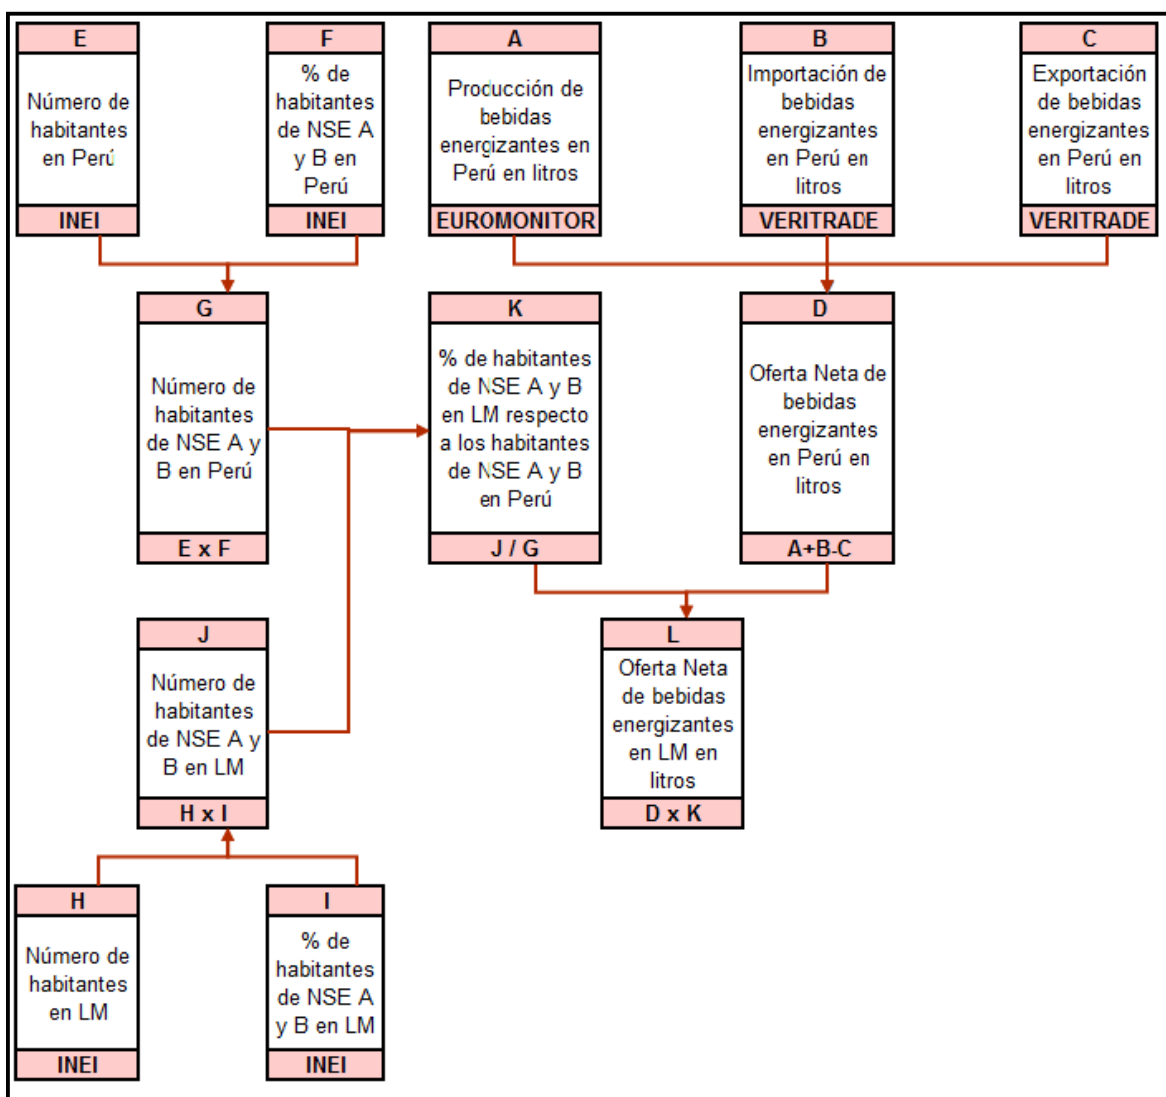 E
Número de
habitantes
en Perú
INEI
F
% de
habitantes
de NSE A
y B en
Perú
INEI
A
Producción de
bebidas
energizantes en
Perú en litros
EUROMONITOR
B
Importación de
bebidas
energizantes
en Perú en
litros
VERITRADE
C
Exportación
de bebidas
energizantes
en Perú en
litros
VERITRADE
G
Número de
habitantes
de NSE A y
B en Perú
E x F
K
% de habitantes
de NSE A y B
en LM respecto
a los habitantes
de NSE A y B
en Perú
J / G
D
Oferta Neta de
bebidas
energizantes
en Perú en
litros
A+B-C
J
Número de
habitantes
de NSE A y
B en LM
H x I
L
Oferta Neta
de bebidas
energizantes
en LM en
litros
D x K
H
Número de
habitantes
en LM
INEI
I
% de
habitantes
de NSE A
y B en LM
INEI